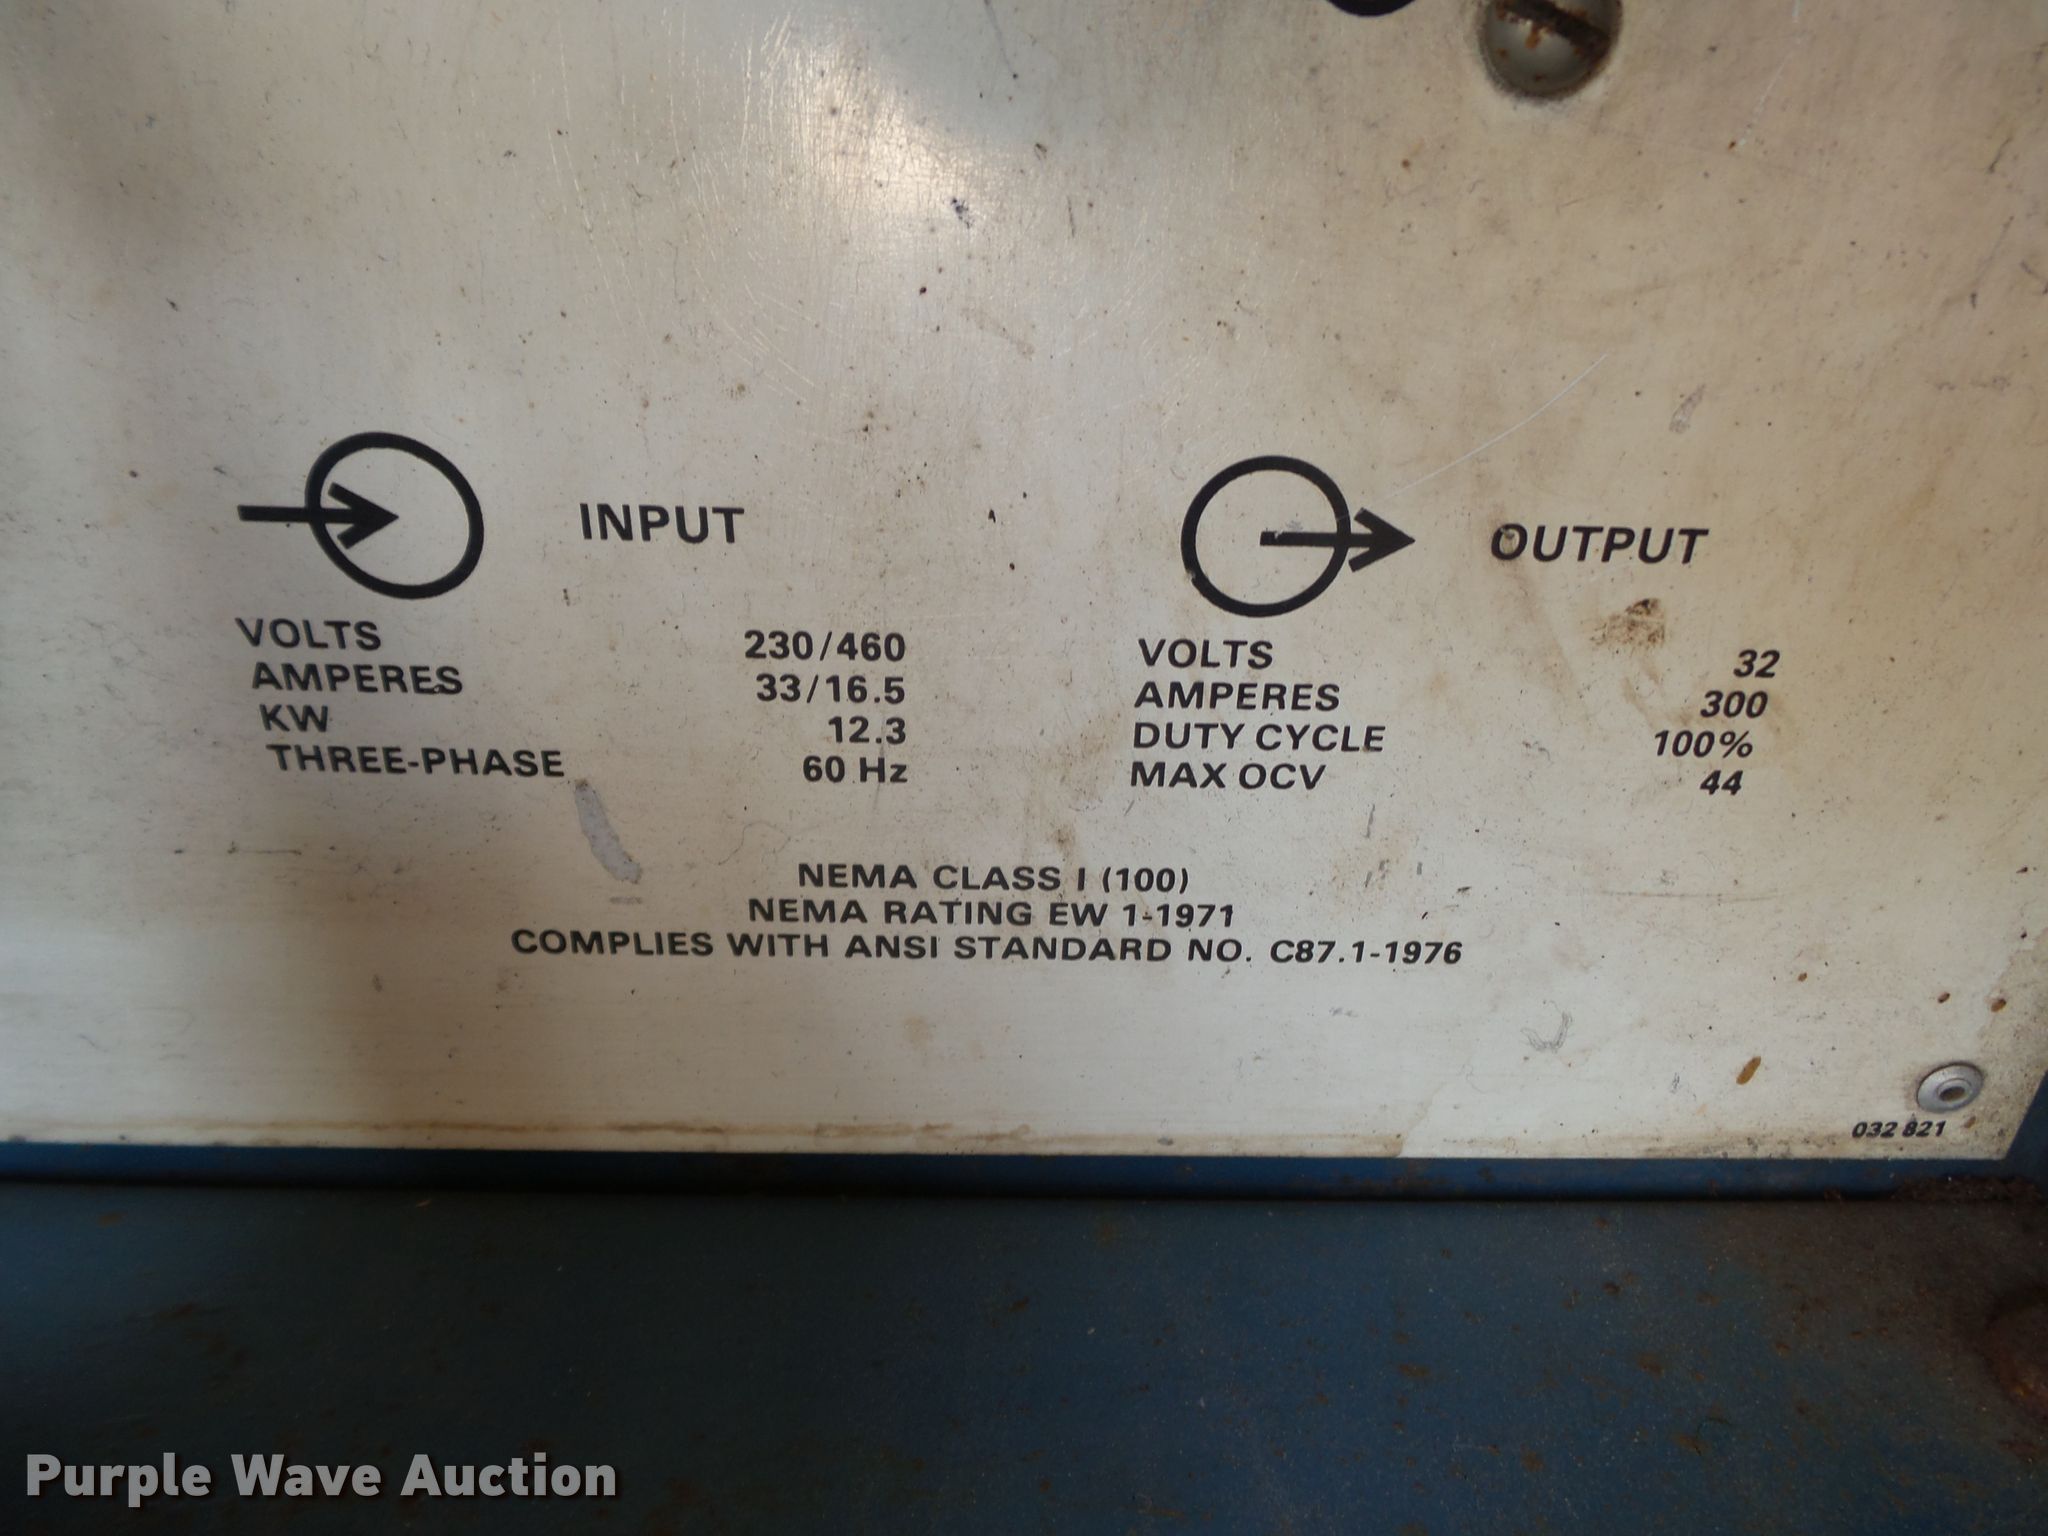 INPUT
VOLTS 230/460
AMPERES 33/16.5
KW 12.3
THREE-PHASE 60 Hz
OUTPUT
VOLTS 32
AMPERES 300
DUTY CYCLE 100%
MAX OCV 44
NEMA CLASS I (100)
NEMA RATING EW 1-1971
COMPLIES WITH ANSI STANDARD NO. C87.1-1976
032 821
Purple Wave Auction